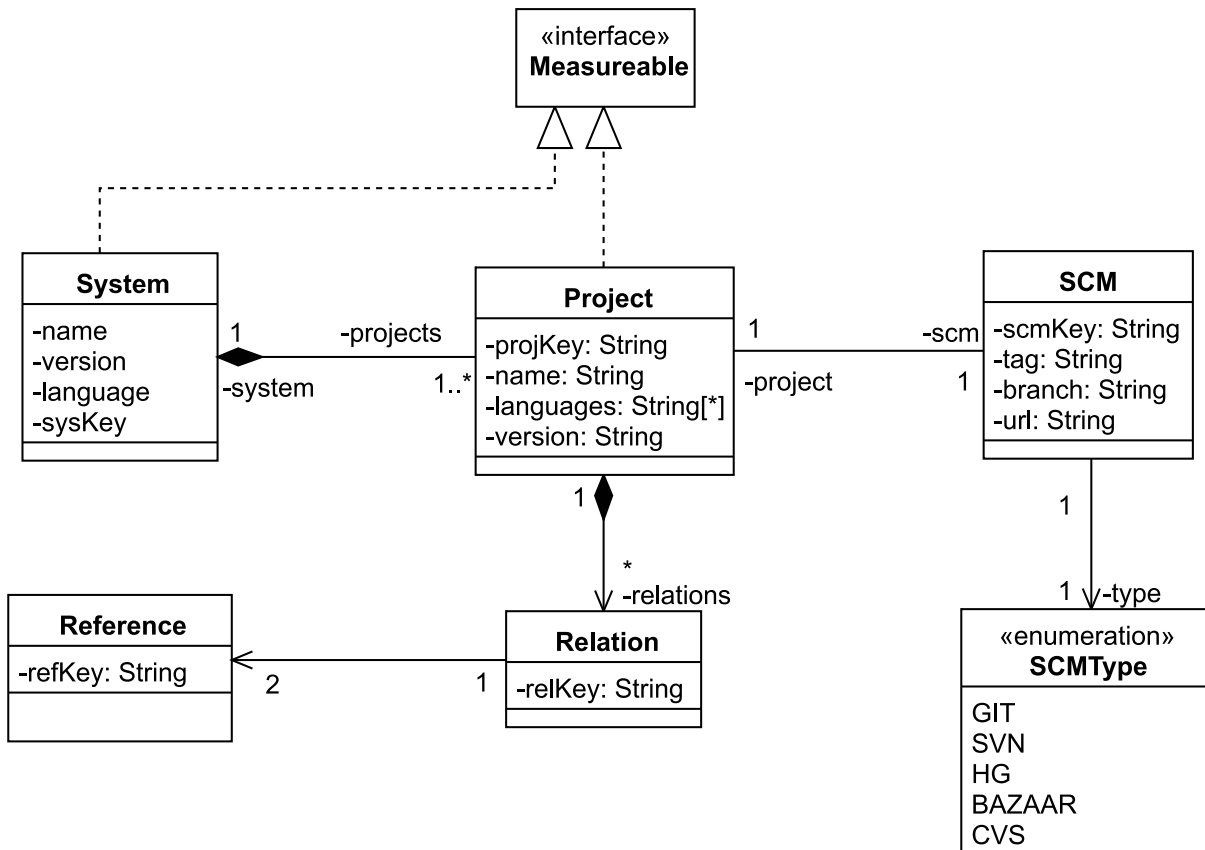 «interface»
Measureable
System
-name
-version
-language
-sysKey
1
-system
-projects
1..*
Project
-projKey: String
-name: String
-languages: String[*]
-version: String
1
-project
-scm
1
SCM
-scmKey: String
-tag: String
-branch: String
-url: String
1
*
-relations
1
1
-type
Reference
-refKey: String
2
1
Relation
-relKey: String
«enumeration»
SCMType
GIT
SVN
HG
BAZAAR
CVS